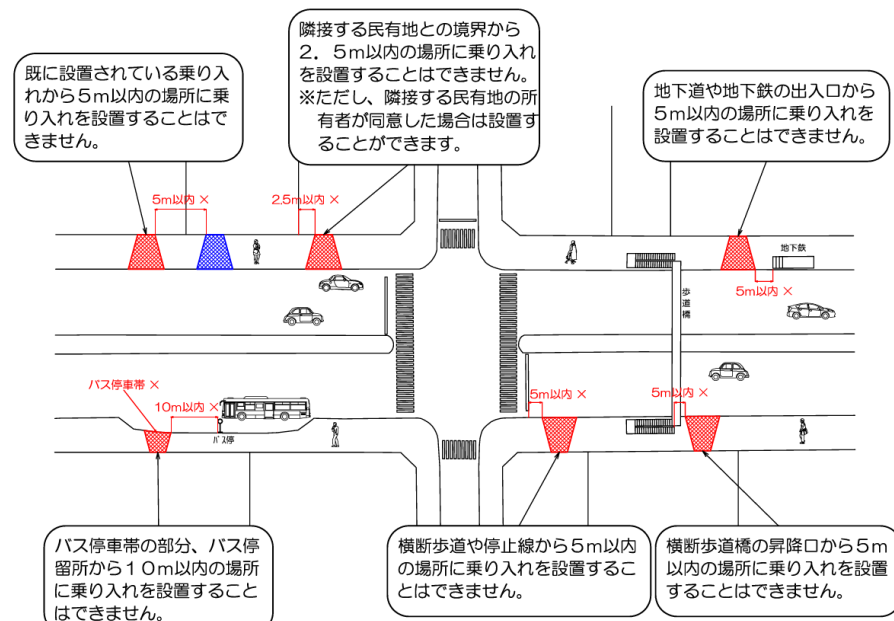 隣接する民有地との境界から
2．5m以内の場所に乗り入れ
を設置することはできません。
※ただし、隣接する民有地の所
有者が同意した場合は設置す
ることができます。
既に設置されている乗り入
れから5m以内の場所に乗
り入れを設置することはで
きません。
地下道や地下鉄の出入口から
5m以内の場所に乗り入れを
設置することはできません。
5m以内 ×
2.5m以内 ×
地下鉄
5m以内 ×
歩道橋
バス停車帯 ×
10m以内 ×
バス停
5m以内 ×
5m以内 ×
バス停車帯の部分、バス停
留所から10m以内の場所
に乗り入れを設置すること
はできません。
横断歩道や停止線から5m以内
の場所に乗り入れを設置するこ
とはできません。
横断歩道橋の昇降口から5m
以内の場所に乗り入れを設置
することはできません。